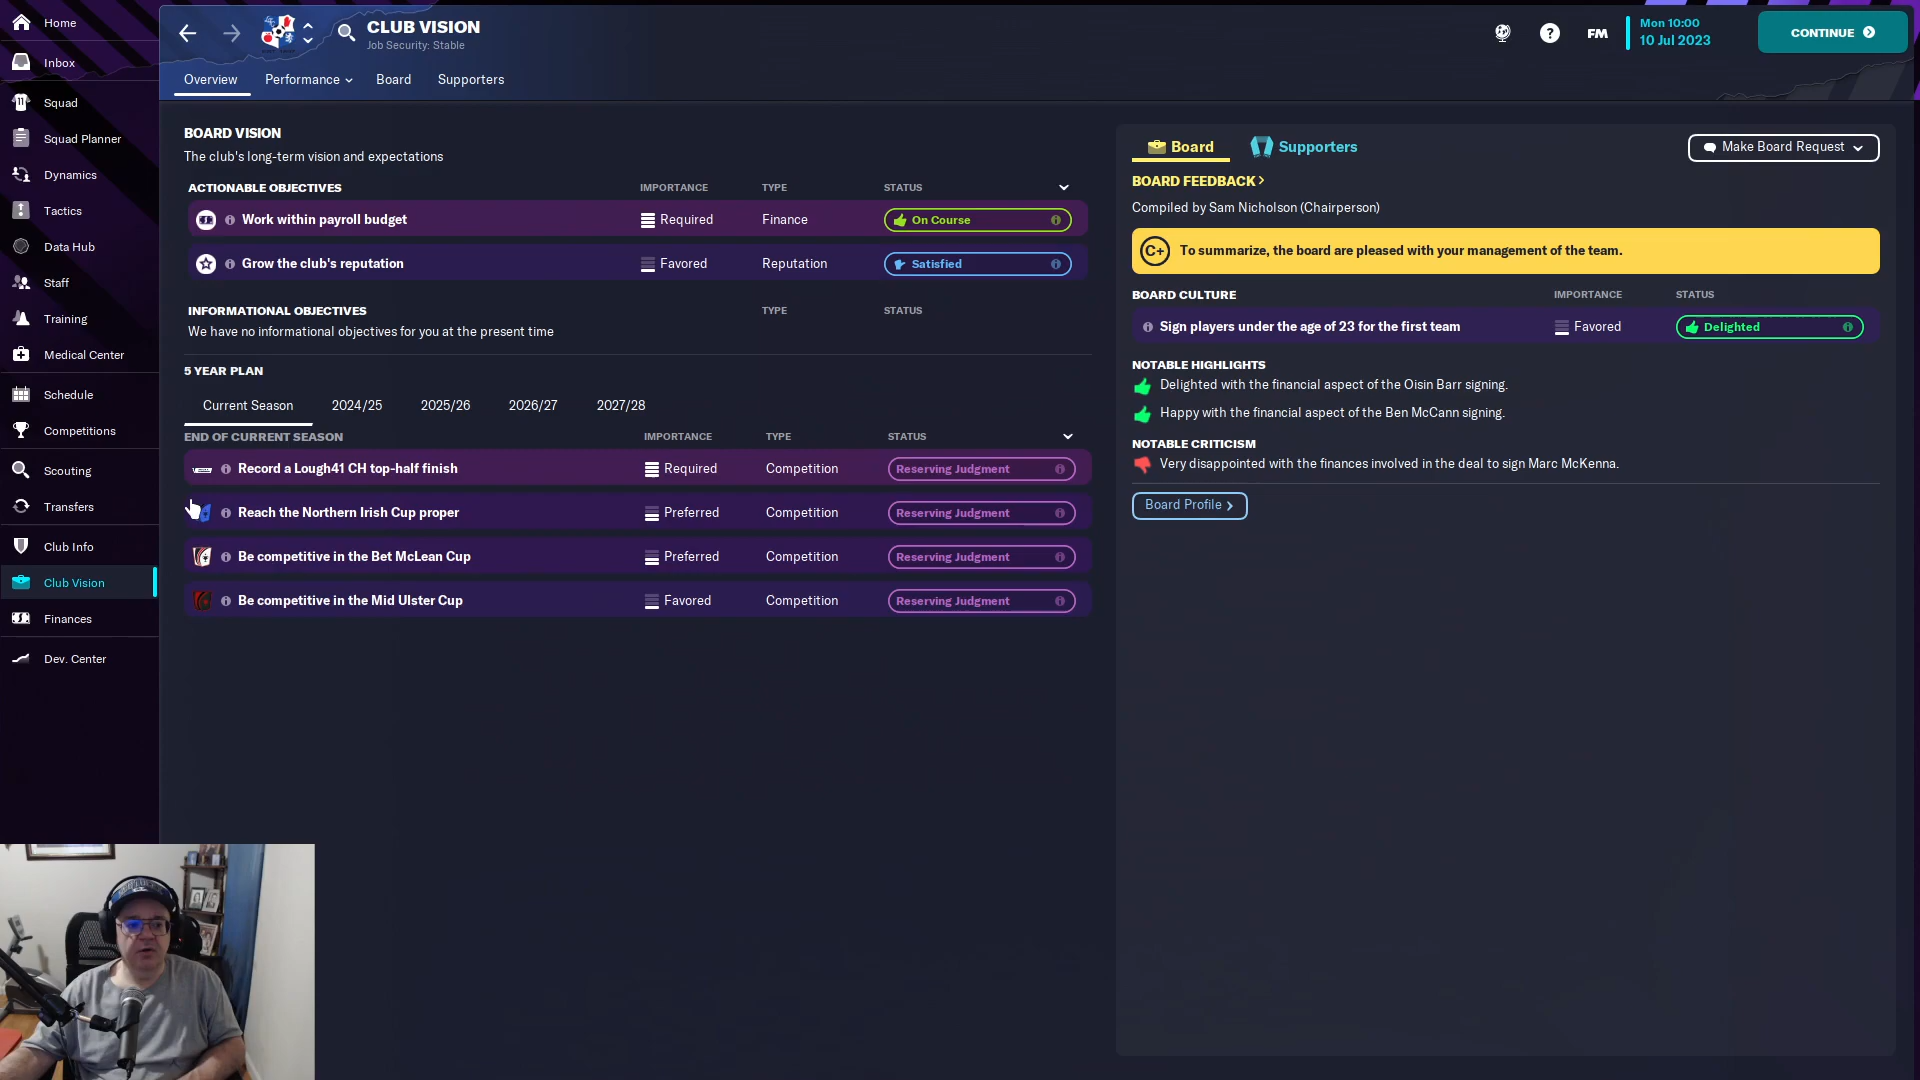 Home
Inbox
Squad
Squad Planner
Dynamics
Tactics
Data Hub
Staff
Training
Medical Center
Schedule
Competitions
Scouting
Transfers
Club Info
Club Vision
Finances
Dev. Center
CLUB VISION
Job Security: Stable
FM
Mon 10:00
10 Jul 2023
CONTINUE
Overview
Performance
Board
Supporters
BOARD VISION
The club's long-term vision and expectations
ACTIONABLE OBJECTIVES IMPORTANCE TYPE STATUS
Work within payroll budget Required Finance On Course
Grow the club's reputation Favored Reputation Satisfied
INFORMATIONAL OBJECTIVES TYPE STATUS
We have no informational objectives for you at the present time
5 YEAR PLAN
Current Season 2024/25 2025/26 2026/27 2027/28
END OF CURRENT SEASON IMPORTANCE TYPE STATUS
Record a Lough41 CH top-half finish Required Competition Reserving Judgment
Reach the Northern Irish Cup proper Preferred Competition Reserving Judgment
Be competitive in the Bet McLean Cup Preferred Competition Reserving Judgment
Be competitive in the Mid Ulster Cup Favored Competition Reserving Judgment
Board Supporters Make Board Request
BOARD FEEDBACK >
Compiled by Sam Nicholson (Chairperson)
C+ To summarize, the board are pleased with your management of the team.
BOARD CULTURE IMPORTANCE STATUS
Sign players under the age of 23 for the first team Favored Delighted
NOTABLE HIGHLIGHTS
Delighted with the financial aspect of the Oisin Barr signing.
Happy with the financial aspect of the Ben McCann signing.
NOTABLE CRITICISM
Very disappointed with the finances involved in the deal to sign Marc McKenna.
Board Profile >